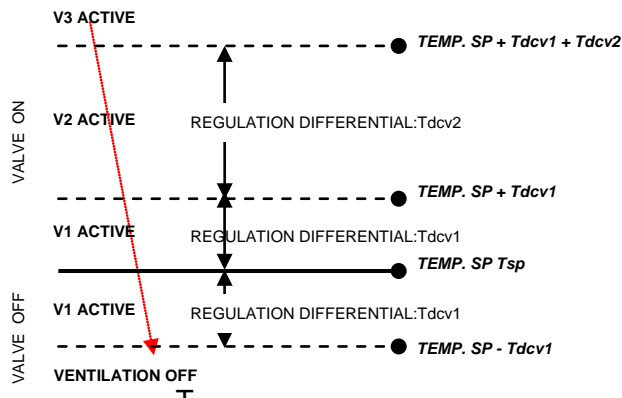 V3 ACTIVE
TEMP. SP + Tdcv1 + Tdcv2
VALVE ON
V2 ACTIVE
REGULATION DIFFERENTIAL:Tdcv2
TEMP. SP + Tdcv1
V1 ACTIVE
REGULATION DIFFERENTIAL:Tdcv1
TEMP. SP Tsp
VALVE OFF
V1 ACTIVE
REGULATION DIFFERENTIAL:Tdcv1
TEMP. SP - Tdcv1
VENTILATION OFF